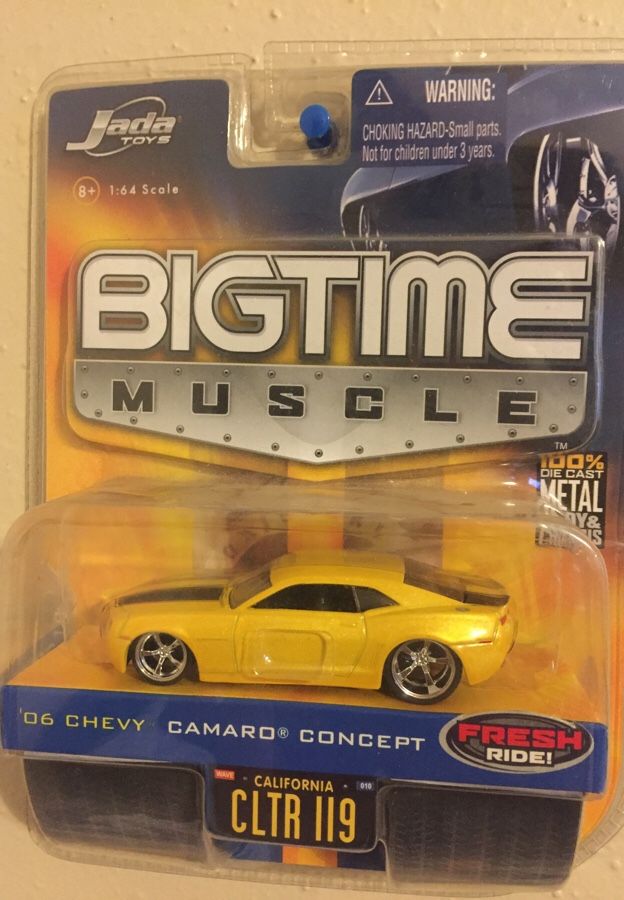 Jada
TOYS
8+ 1:64 Scale
WARNING:
CHOKING HAZARD-Small parts.
Not for children under 3 years.
BIGTIME
MUSCLE
TM
100%
DIE CAST
METAL
'06 CHEVY CAMARO® CONCEPT
FRESH
RIDE!
WAVE 010
CALIFORNIA
CLTR 119